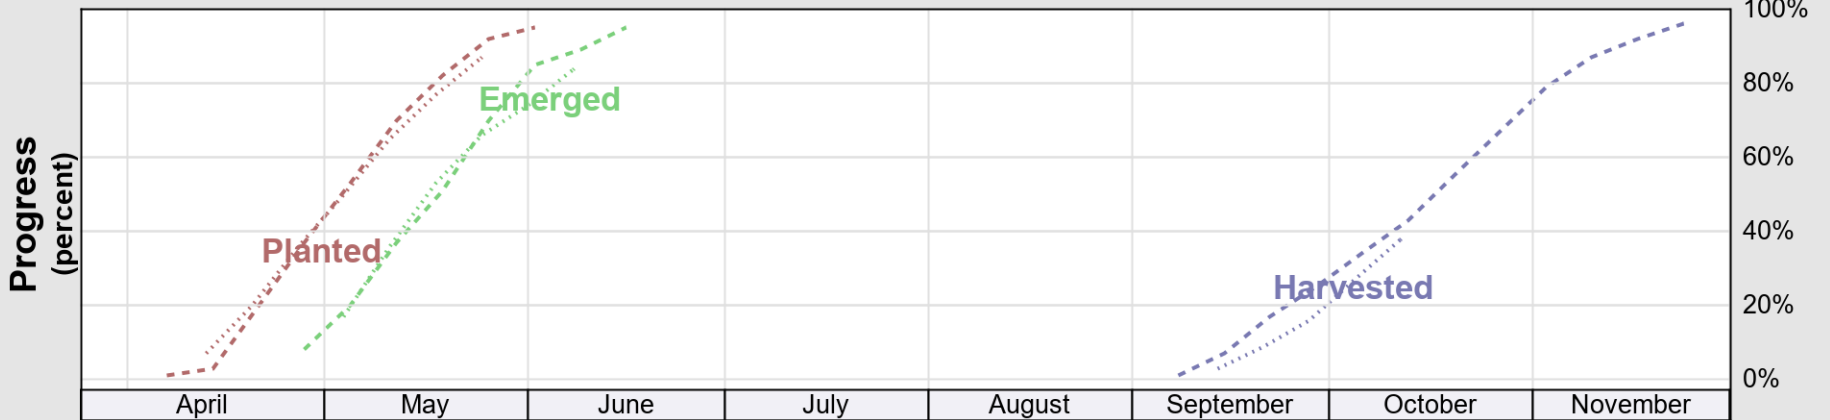 100%
80%
60%
40%
20%
0%
Progress
(percent)
Planted
Emerged
Harvested
April May June July August September October November